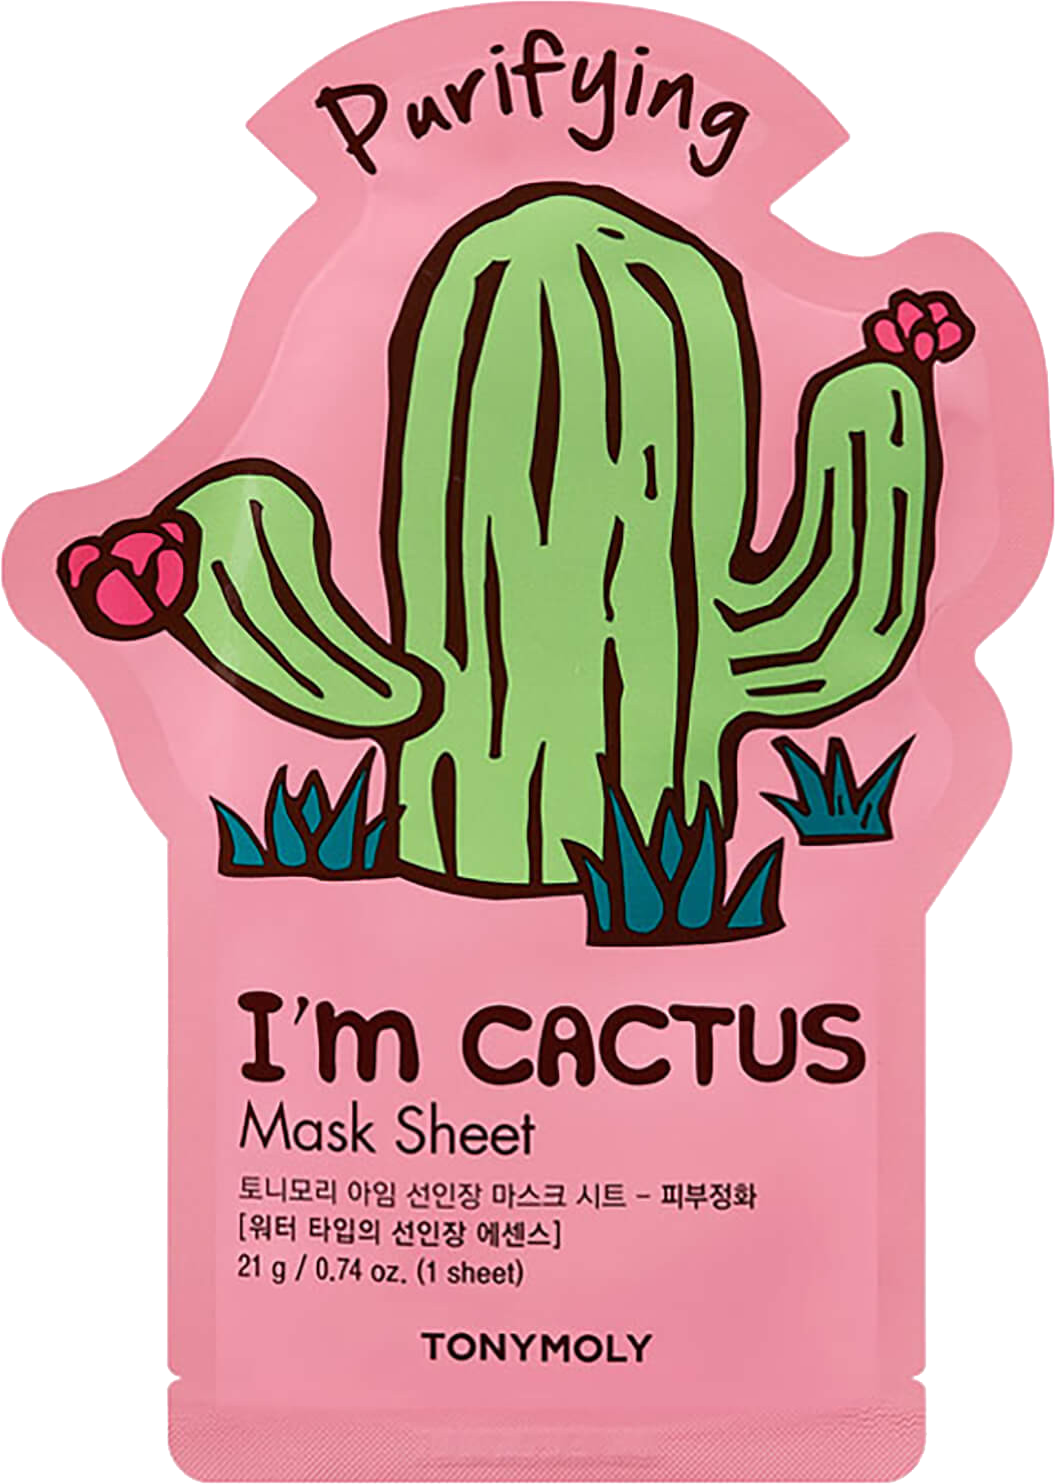 Purifying
I'm CACTUS
Mask Sheet
토니모리 아임 선인장 마스크 시트 - 피부정화
[워터 타입의 선인장 에센스]
21 g / 0.74 oz. (1 sheet)
TONYMOLY